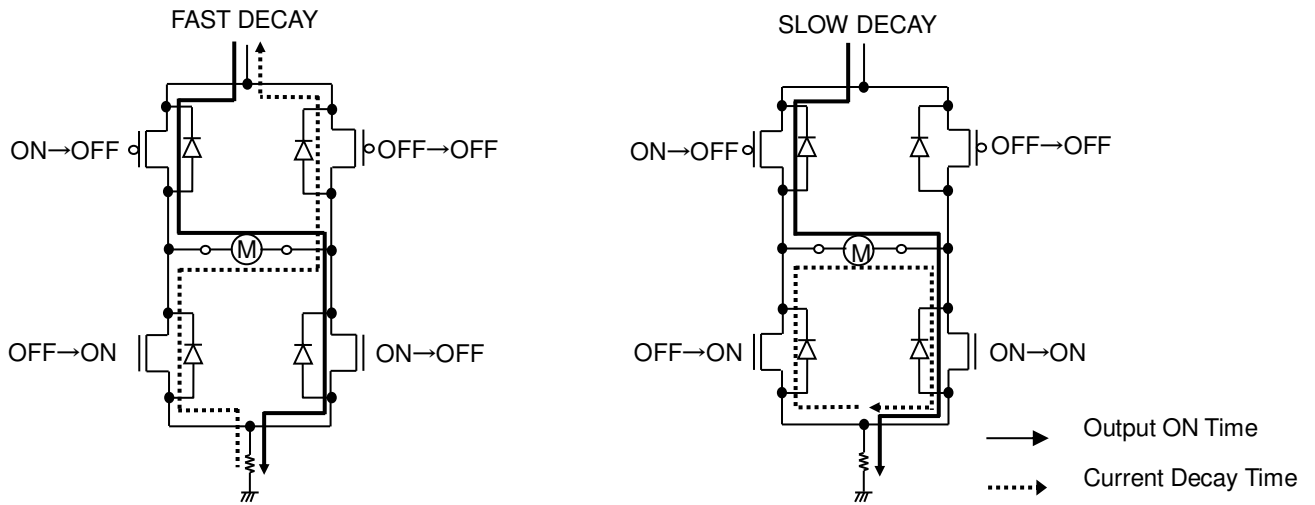 FAST DECAY
SLOW DECAY
ON→OFF
OFF→OFF
ON→OFF
OFF→OFF
M
M
OFF→ON
ON→OFF
OFF→ON
ON→ON
Output ON Time
Current Decay Time